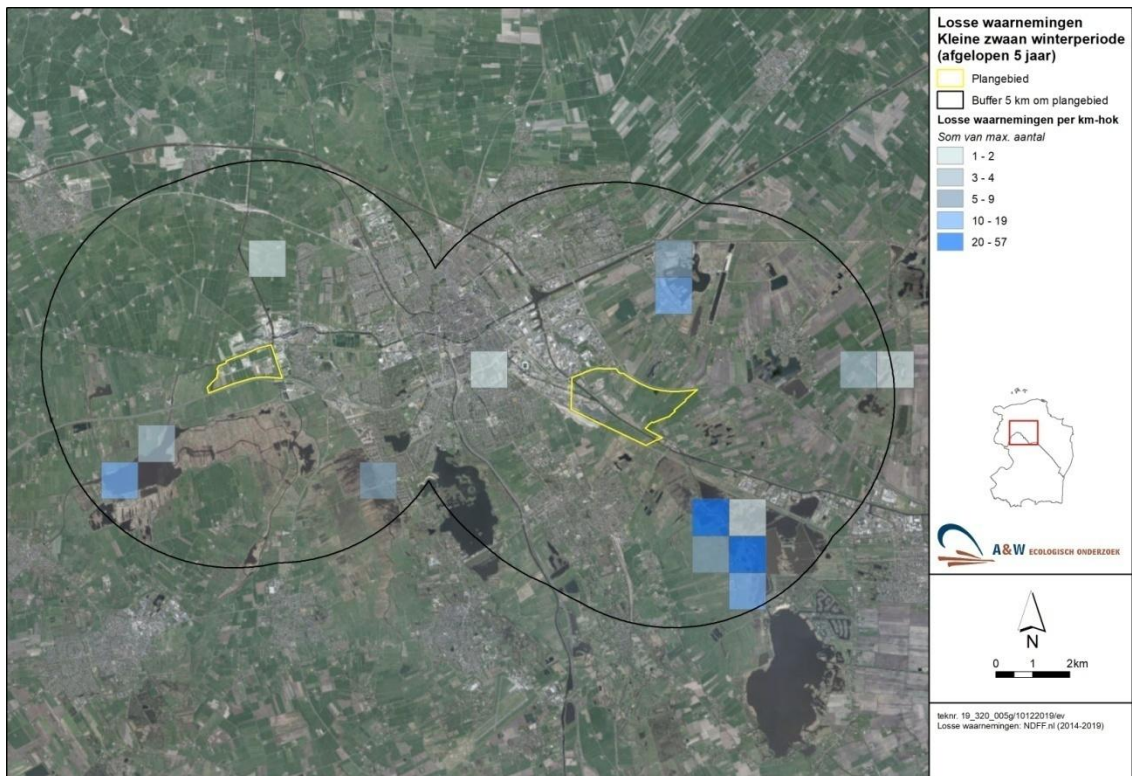 Losse waarnemingen
Kleine zwaan winterperiode
(afgelopen 5 jaar)
Plangebied
Buffer 5 km om plangebied
Losse waarnemingen per km-hok
Som van max. aantal
1 - 2
3 - 4
5 - 9
10 - 19
20 - 57
A&W ECOLOGISCH ONDERZOEK
N
0 1 2km
teknr. 19_320_005g/10122019/ev
Losse waarnemingen: NDFF.nl (2014-2019)